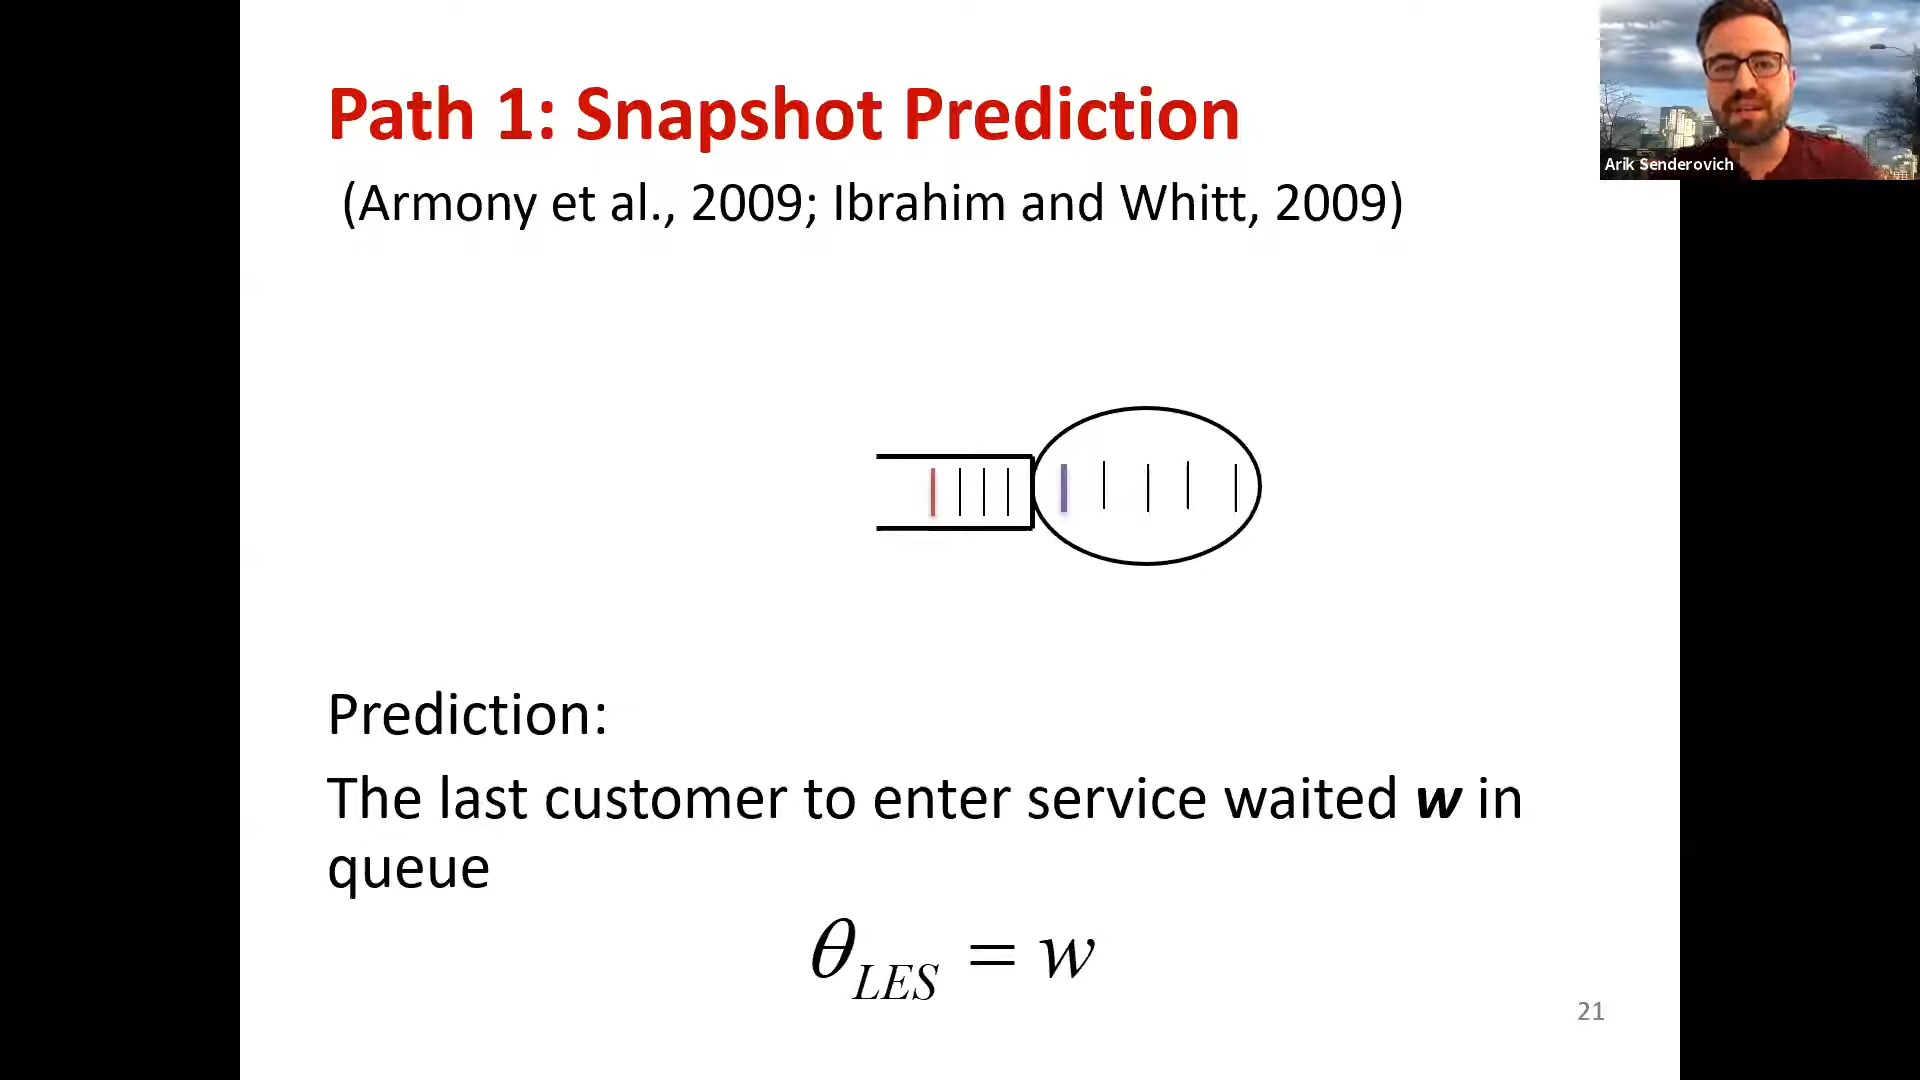 Path 1: Snapshot Prediction
(Armony et al., 2009; Ibrahim and Whitt, 2009)
Arik Senderovich
Prediction:
The last customer to enter service waited w in
queue
θ_LES = w
21